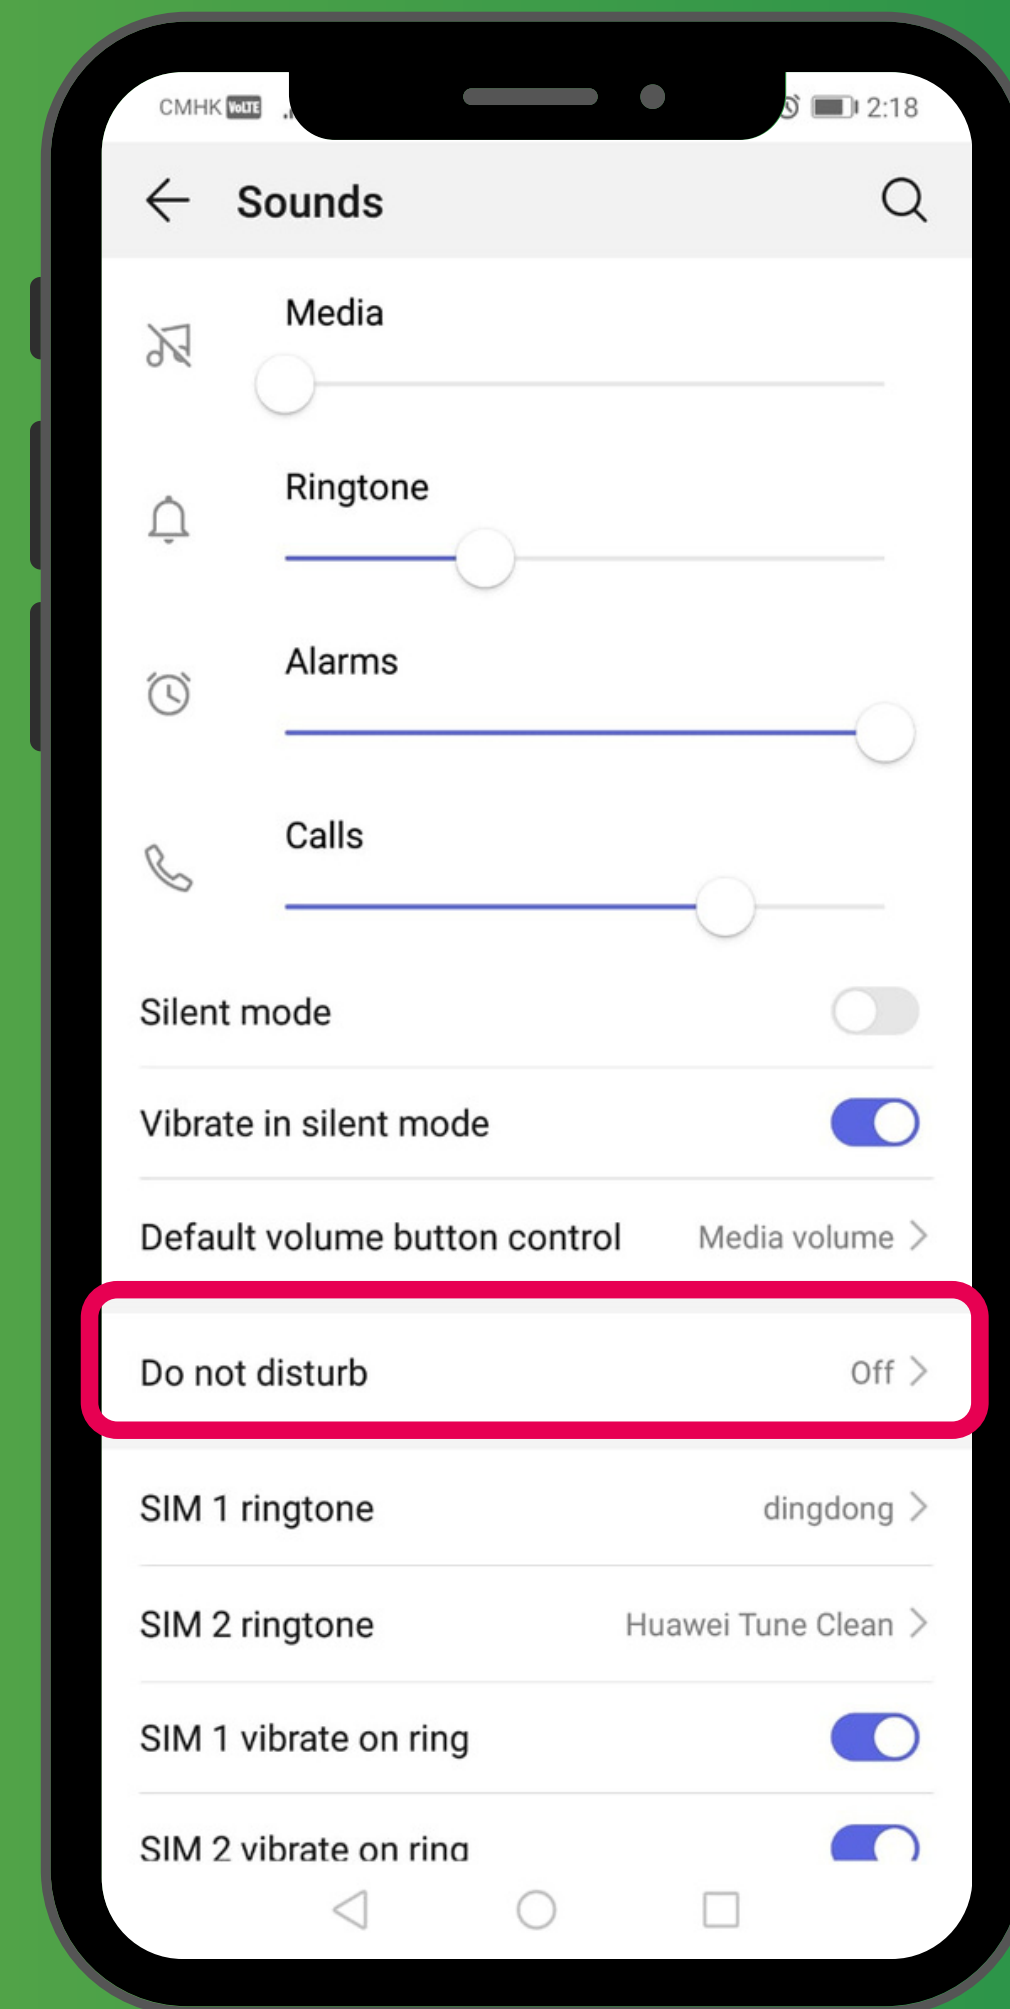 CMHK VoLTE 2:18
Sounds
Media
Ringtone
Alarms
Calls
Silent mode
Vibrate in silent mode
Default volume button control Media volume
Do not disturb Off
SIM 1 ringtone dingdong
SIM 2 ringtone Huawei Tune Clean
SIM 1 vibrate on ring
SIM 2 vibrate on ring